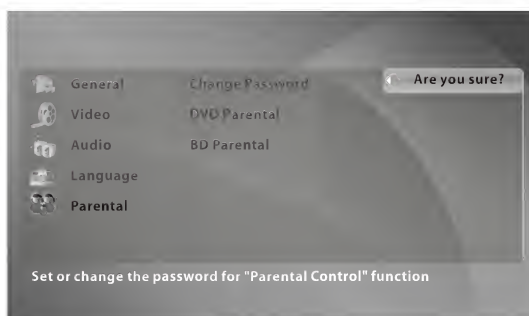 General Change Password Are you sure?
Video DVD Parental
Audio BD Parental
Language
Parental
Set or change the password for "Parental Control" function